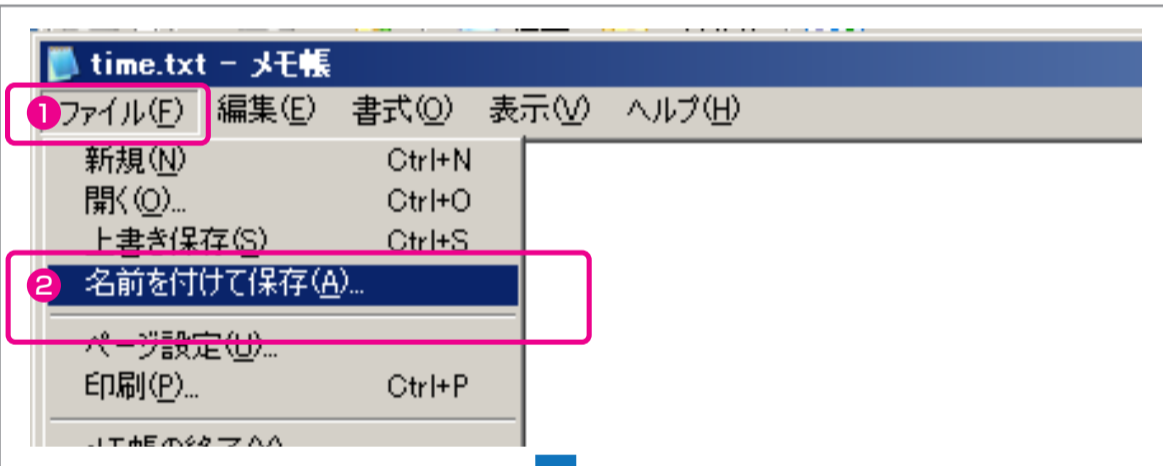 time.txt - メモ帳
1 ファイル(F) 編集(E) 書式(O) 表示(V) ヘルプ(H)
新規(N) Ctrl+N
開く(O)... Ctrl+O
上書き保存(S) Ctrl+S
2 名前を付けて保存(A)...
ページ設定(U)...
印刷(P)... Ctrl+P